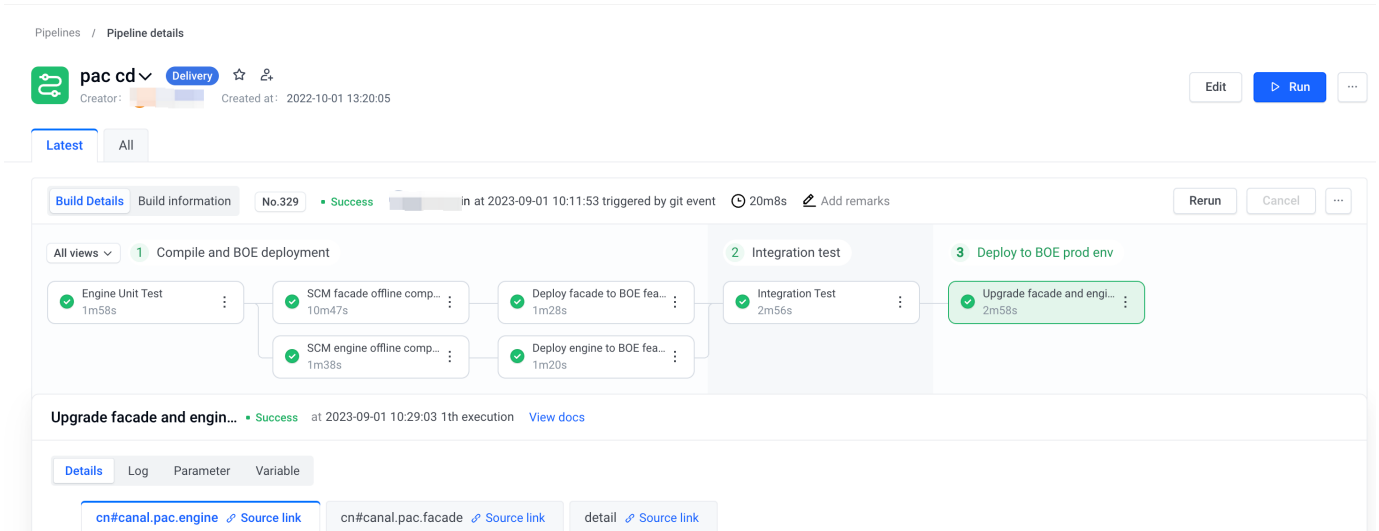 Pipelines / Pipeline details
pac cd Delivery
Creator: Created at: 2022-10-01 13:20:05
Edit Run ...
Latest All
Build Details Build information No.329 Success in at 2023-09-01 10:11:53 triggered by git event 20m8s Add remarks Rerun Cancel ...
All views 1 Compile and BOE deployment 2 Integration test 3 Deploy to BOE prod env
Engine Unit Test SCM facade offline comp... Deploy facade to BOE fea... Integration Test Upgrade facade and engi...
1m58s 10m47s 1m28s 2m56s 2m58s
SCM engine offline comp... Deploy engine to BOE fea...
1m38s 1m20s
Upgrade facade and engin... Success at 2023-09-01 10:29:03 1th execution View docs
Details Log Parameter Variable
cn#canal.pac.engine Source link cn#canal.pac.facade Source link detail Source link